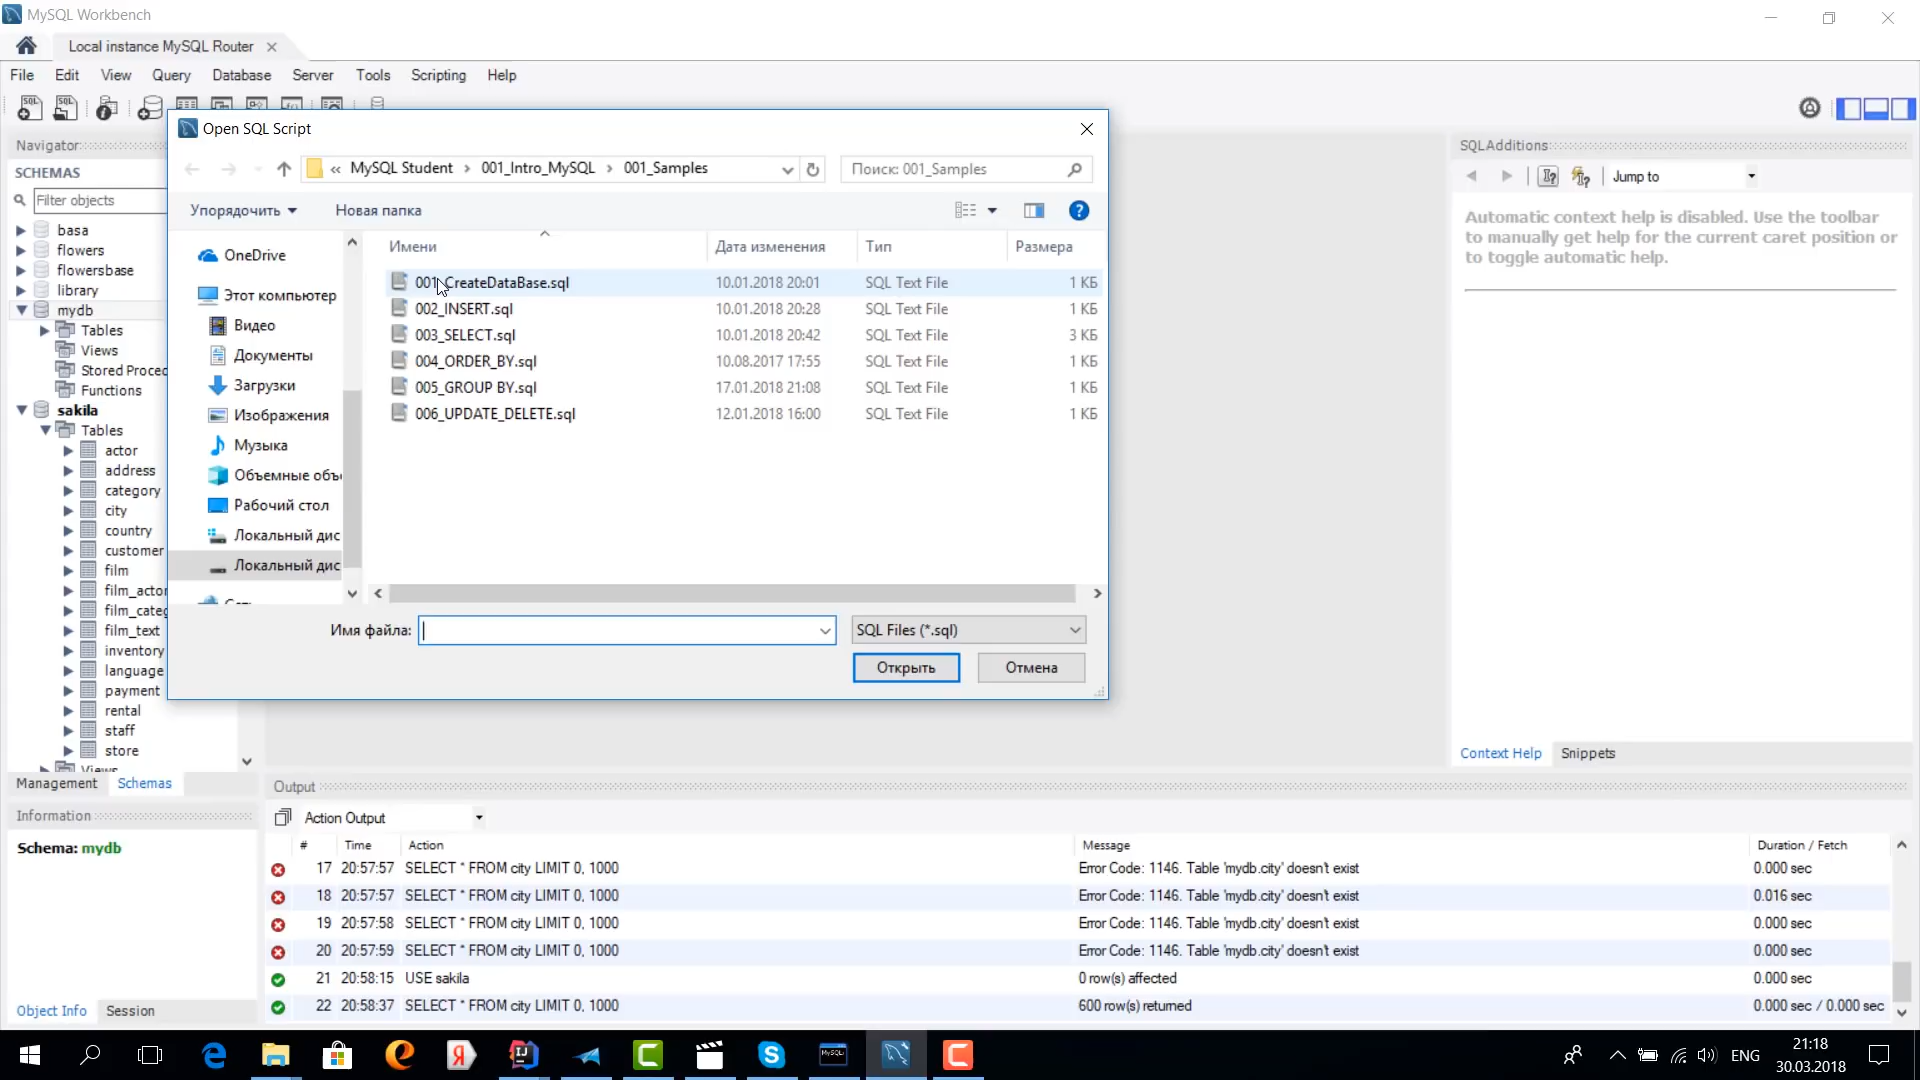 MySQL Workbench
Local instance MySQL Router
File Edit View Query Database Server Tools Scripting Help
Navigator
SCHEMAS
Filter objects
basa
flowers
flowersbase
library
mydb
Tables
Views
Stored Proced
Functions
sakila
Tables
actor
address
category
city
country
customer
film
film_actor
film_categ
film_text
inventory
language
payment
rental
staff
store
Views
Management Schemas
Information
Schema: mydb
Object Info Session
Open SQL Script
« MySQL Student › 001_Intro_MySQL › 001_Samples
Поиск: 001_Samples
Упорядочить Новая папка
OneDrive
Этот компьютер
Видео
Документы
Загрузки
Изображения
Музыка
Объемные объе
Рабочий стол
Локальный дис
Локальный дис
Сеть
Имени Дата изменения Тип Размера
001_CreateDataBase.sql 10.01.2018 20:01 SQL Text File 1 КБ
002_INSERT.sql 10.01.2018 20:28 SQL Text File 1 КБ
003_SELECT.sql 10.01.2018 20:42 SQL Text File 3 КБ
004_ORDER_BY.sql 10.08.2017 17:55 SQL Text File 1 КБ
005_GROUP BY.sql 17.01.2018 21:08 SQL Text File 1 КБ
006_UPDATE_DELETE.sql 12.01.2018 16:00 SQL Text File 1 КБ
Имя файла: SQL Files (*.sql)
Открыть Отмена
SQLAdditions
Jump to
Automatic context help is disabled. Use the toolbar
to manually get help for the current caret position or
to toggle automatic help.
Context Help Snippets
Output
Action Output
# Time Action Message Duration / Fetch
17 20:57:57 SELECT * FROM city LIMIT 0, 1000 Error Code: 1146. Table 'mydb.city' doesn't exist 0.000 sec
18 20:57:57 SELECT * FROM city LIMIT 0, 1000 Error Code: 1146. Table 'mydb.city' doesn't exist 0.016 sec
19 20:57:58 SELECT * FROM city LIMIT 0, 1000 Error Code: 1146. Table 'mydb.city' doesn't exist 0.000 sec
20 20:57:59 SELECT * FROM city LIMIT 0, 1000 Error Code: 1146. Table 'mydb.city' doesn't exist 0.000 sec
21 20:58:15 USE sakila 0 row(s) affected 0.000 sec
22 20:58:37 SELECT * FROM city LIMIT 0, 1000 600 row(s) returned 0.000 sec / 0.000 sec
ENG
21:18
30.03.2018